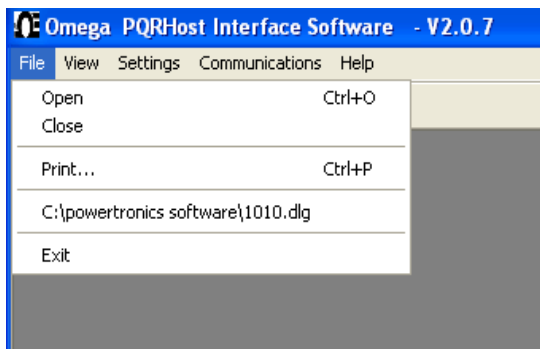 Omega PQRHost Interface Software - V2.0.7
File View Settings Communications Help
Open Ctrl+O
Close
Print... Ctrl+P
C:\powertronics software\1010.dlg
Exit